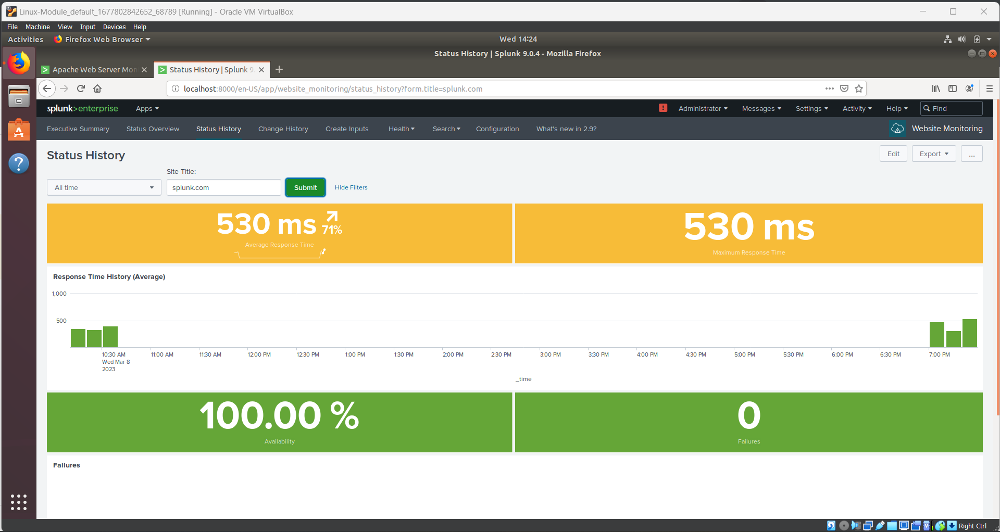 Linux-Module_default_1677802842652_68789 [Running] - Oracle VM VirtualBox
File Machine View Input Devices Help
Activities Firefox Web Browser Wed 14:24
Status History | Splunk 9.0.4 - Mozilla Firefox
Apache Web Server Mon Status History | Splunk 9
localhost:8000/en-US/app/website_monitoring/status_history?form.title=splunk.com
splunk>enterprise Apps ! Administrator Messages Settings Activity Help Find
Executive Summary Status Overview Status History Change History Create Inputs Health Search Configuration What's new in 2.9? Website Monitoring
Status History Edit Export ...
Site Title:
All time splunk.com Submit Hide Filters
530 ms 71% 530 ms
Average Response Time Maximum Response Time
Response Time History (Average)
1,000
500
10:30 AM 11:00 AM 11:30 AM 12:00 PM 12:30 PM 1:00 PM 1:30 PM 2:00 PM 2:30 PM 3:00 PM 3:30 PM 4:00 PM 4:30 PM 5:00 PM 5:30 PM 6:00 PM 6:30 PM 7:00 PM
Wed Mar 8
2023
_time
100.00 % 0
Availability Failures
Failures
Right Ctrl